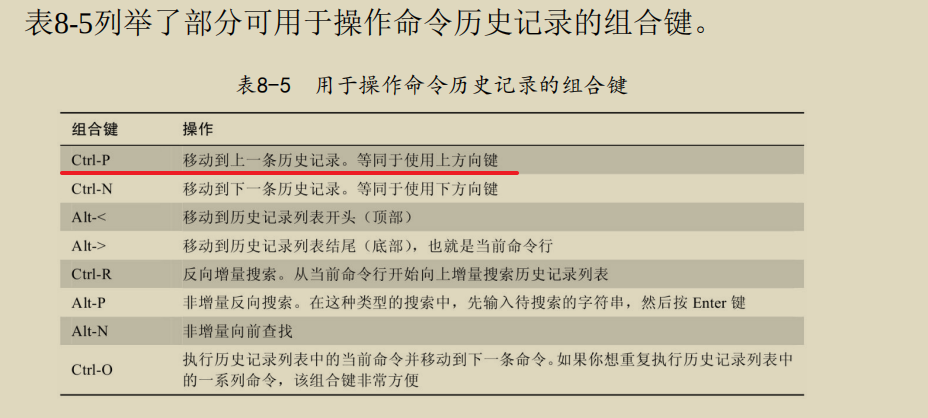 表8-5列举了部分可用于操作命令历史记录的组合键。
表8-5 用于操作命令历史记录的组合键
组合键 操作
Ctrl-P 移动到上一条历史记录。等同于使用上方向键
Ctrl-N 移动到下一条历史记录。等同于使用下方向键
Alt-< 移动到历史记录列表开头（顶部）
Alt-> 移动到历史记录列表结尾（底部），也就是当前命令行
Ctrl-R 反向增量搜索。从当前命令行开始向上增量搜索历史记录列表
Alt-P 非增量反向搜索。在这种类型的搜索中，先输入待搜索的字符串，然后按 Enter 键
Alt-N 非增量向前查找
Ctrl-O 执行历史记录列表中的当前命令并移动到下一条命令。如果你想重复执行历史记录列表中
的一系列命令，该组合键非常方便